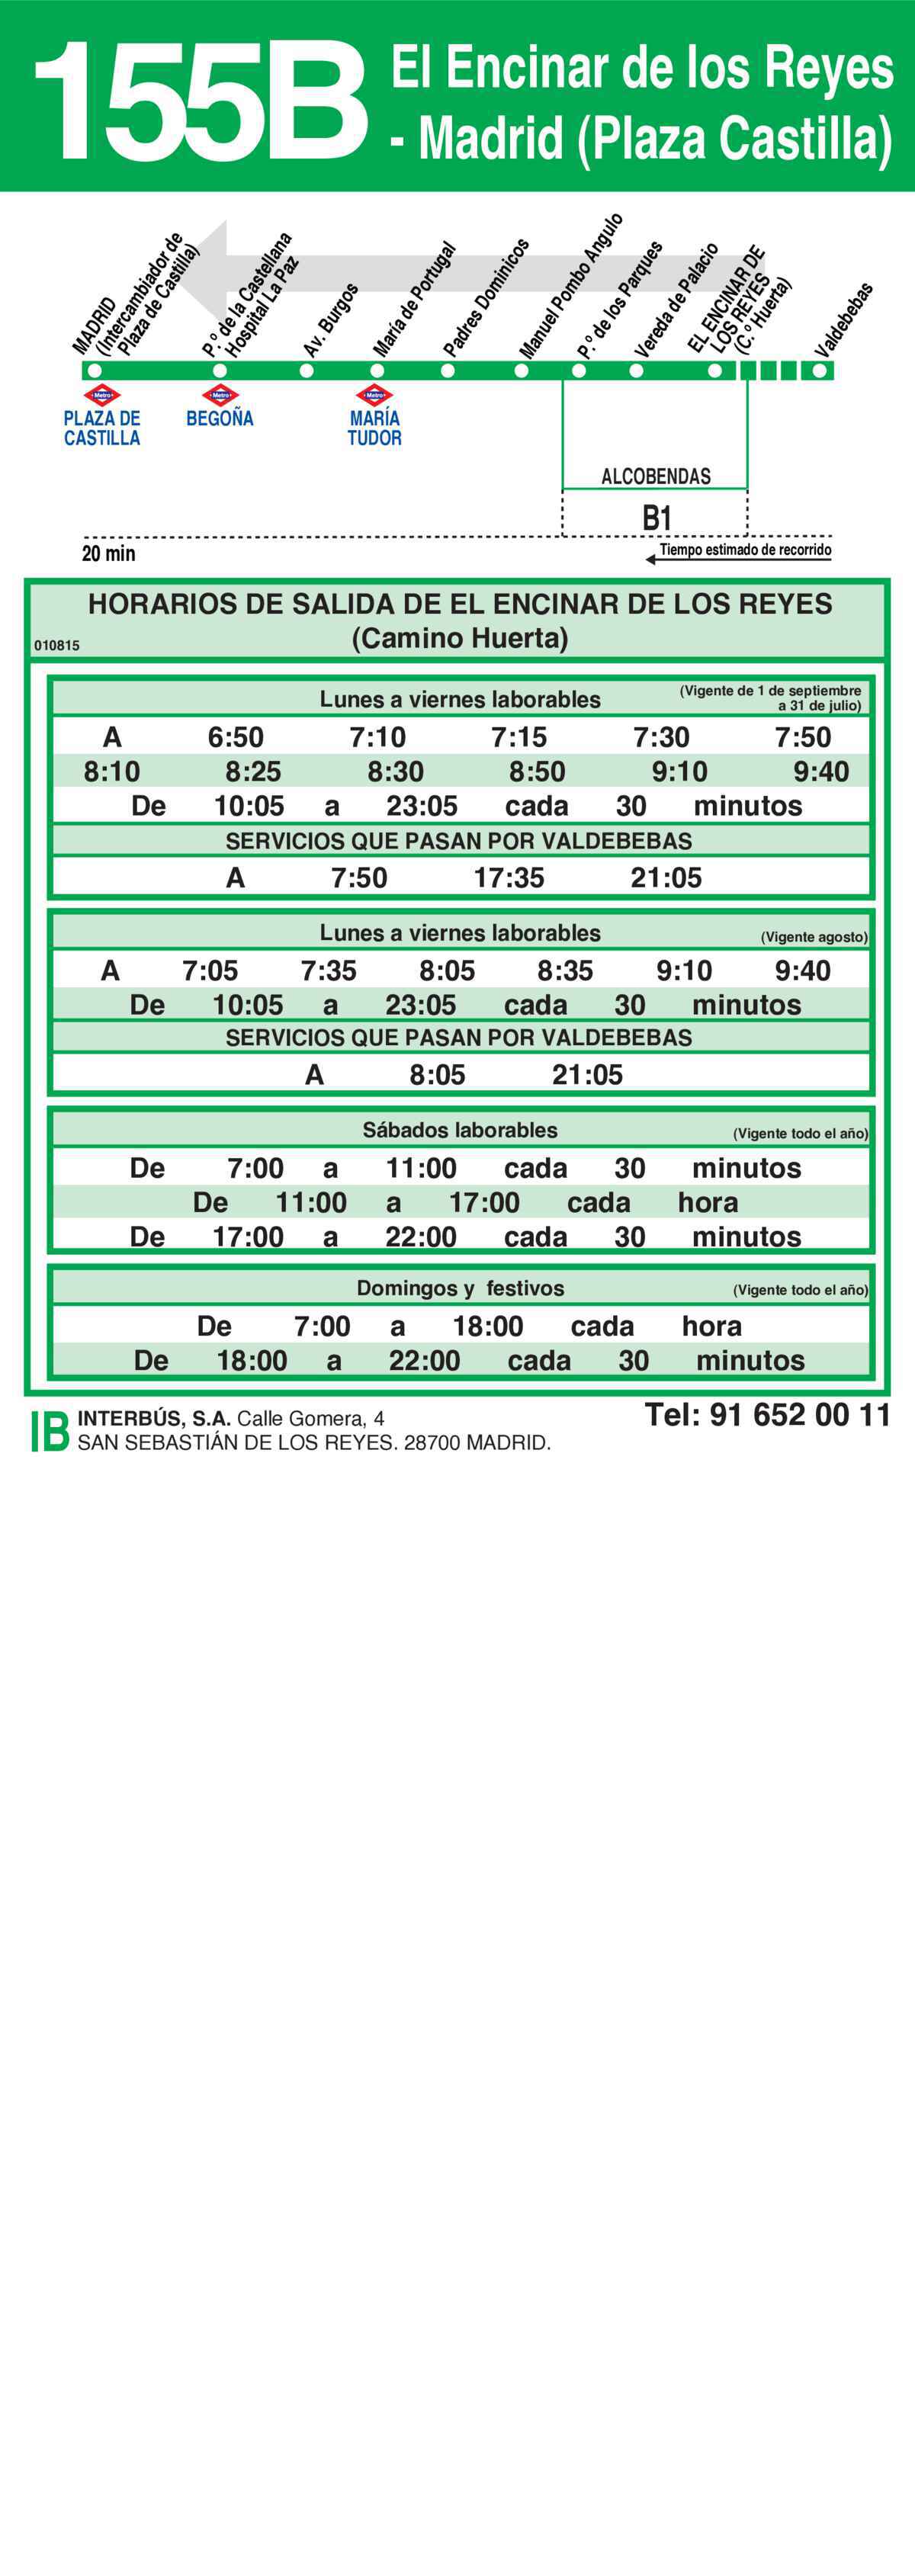 155B
El Encinar de los Reyes
- Madrid (Plaza Castilla)
MADRID
(Intercambiador de
Plaza de Castilla)
P.º de la Castellana
Hospital La Paz
Av. Burgos
María de Portugal
Padres Dominicos
Manuel Pombo Angulo
P.º de los Parques
Vereda de Palacio
EL ENCINAR DE
LOS REYES
(C.º Huerta)
Valdebebas
Metro
Metro
Metro
PLAZA DE
CASTILLA
BEGOÑA
MARÍA
TUDOR
ALCOBENDAS
B1
20 min
Tiempo estimado de recorrido
HORARIOS DE SALIDA DE EL ENCINAR DE LOS REYES
(Camino Huerta)
010815
Lunes a viernes laborables
(Vigente de 1 de septiembre
a 31 de julio)
A 6:50 7:10 7:15 7:30 7:50
8:10 8:25 8:30 8:50 9:10 9:40
De 10:05 a 23:05 cada 30 minutos
SERVICIOS QUE PASAN POR VALDEBEBAS
A 7:50 17:35 21:05
Lunes a viernes laborables (Vigente agosto)
A 7:05 7:35 8:05 8:35 9:10 9:40
De 10:05 a 23:05 cada 30 minutos
SERVICIOS QUE PASAN POR VALDEBEBAS
A 8:05 21:05
Sábados laborables (Vigente todo el año)
De 7:00 a 11:00 cada 30 minutos
De 11:00 a 17:00 cada hora
De 17:00 a 22:00 cada 30 minutos
Domingos y festivos (Vigente todo el año)
De 7:00 a 18:00 cada hora
De 18:00 a 22:00 cada 30 minutos
IB
INTERBÚS, S.A. Calle Gomera, 4
SAN SEBASTIÁN DE LOS REYES. 28700 MADRID.
Tel: 91 652 00 11